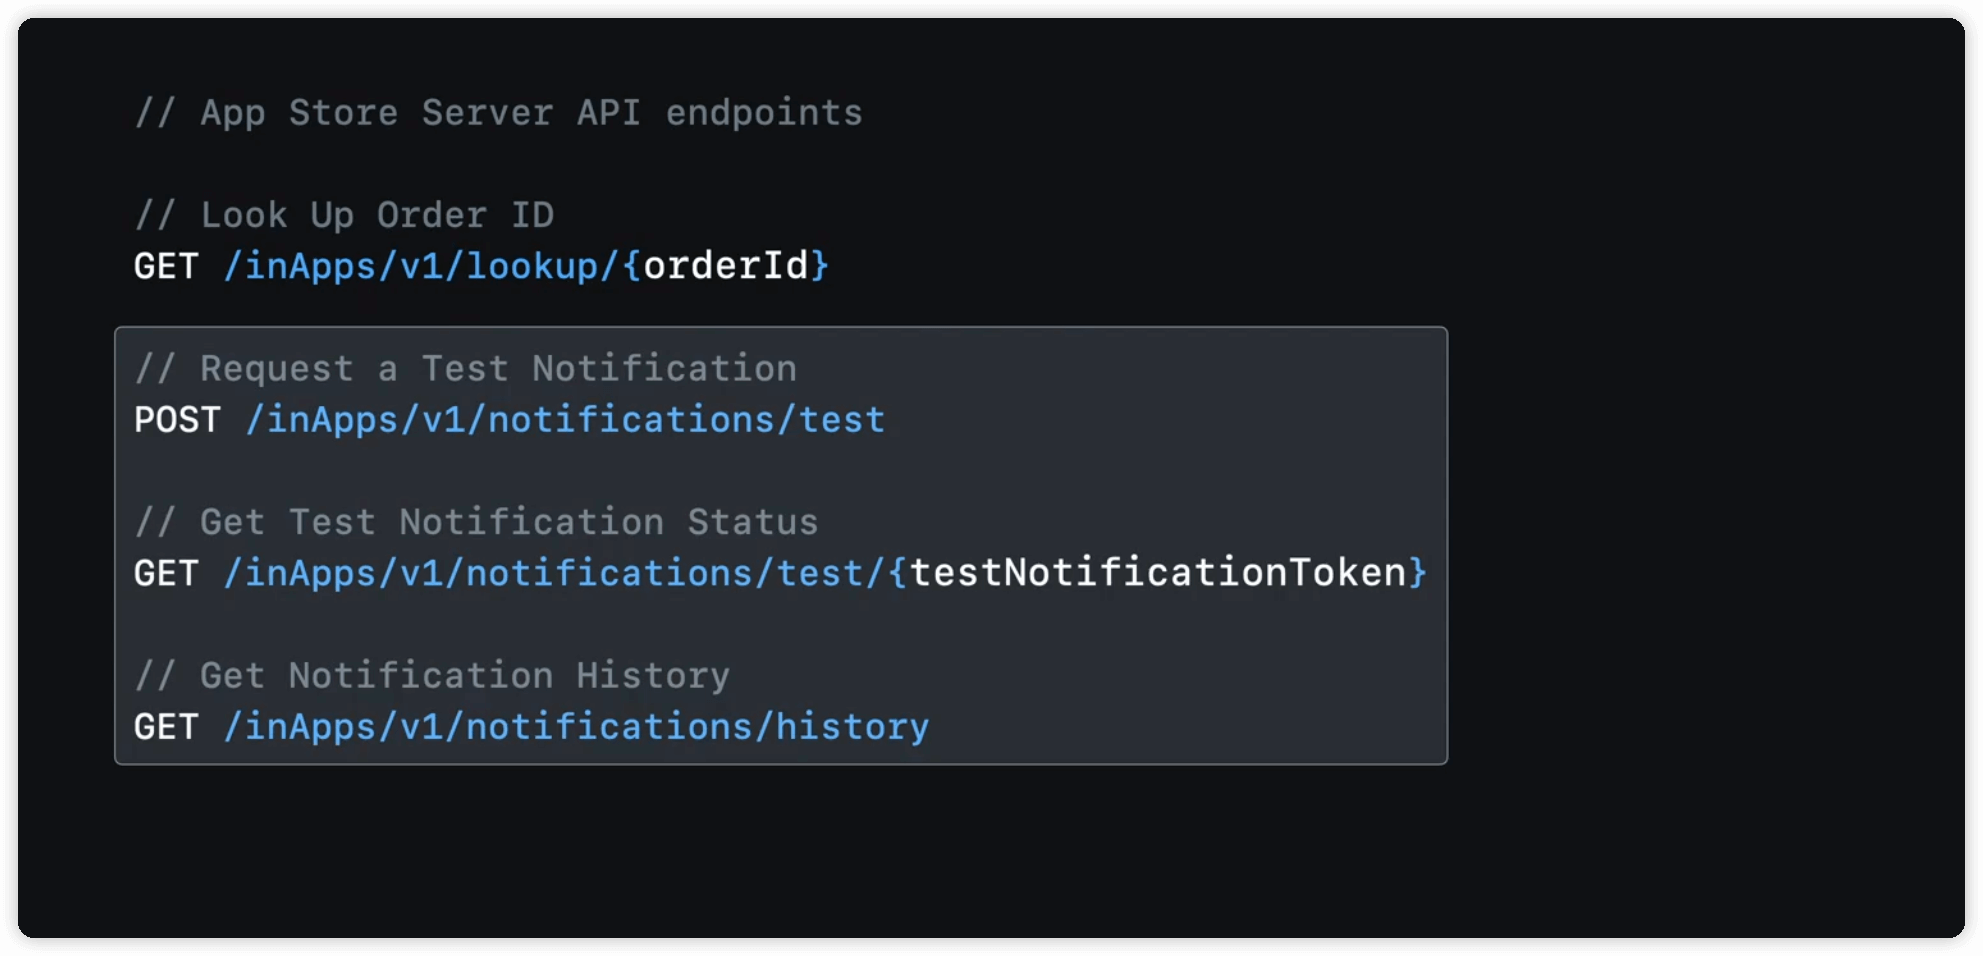 // App Store Server API endpoints
// Look Up Order ID
GET /inApps/v1/lookup/{orderId}
// Request a Test Notification
POST /inApps/v1/notifications/test
// Get Test Notification Status
GET /inApps/v1/notifications/test/{testNotificationToken}
// Get Notification History
GET /inApps/v1/notifications/history